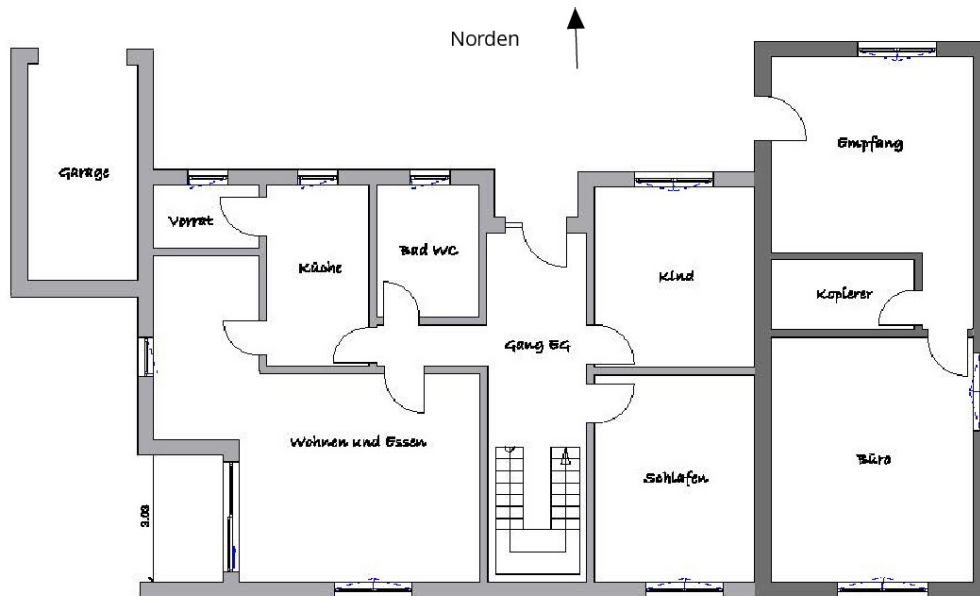 Norden
Garage
Vorrat
Küche
Bad WC
Kind
Empfang
Kopierer
Gang EG
Wohnen und Essen
Schlafen
Büro
3.03